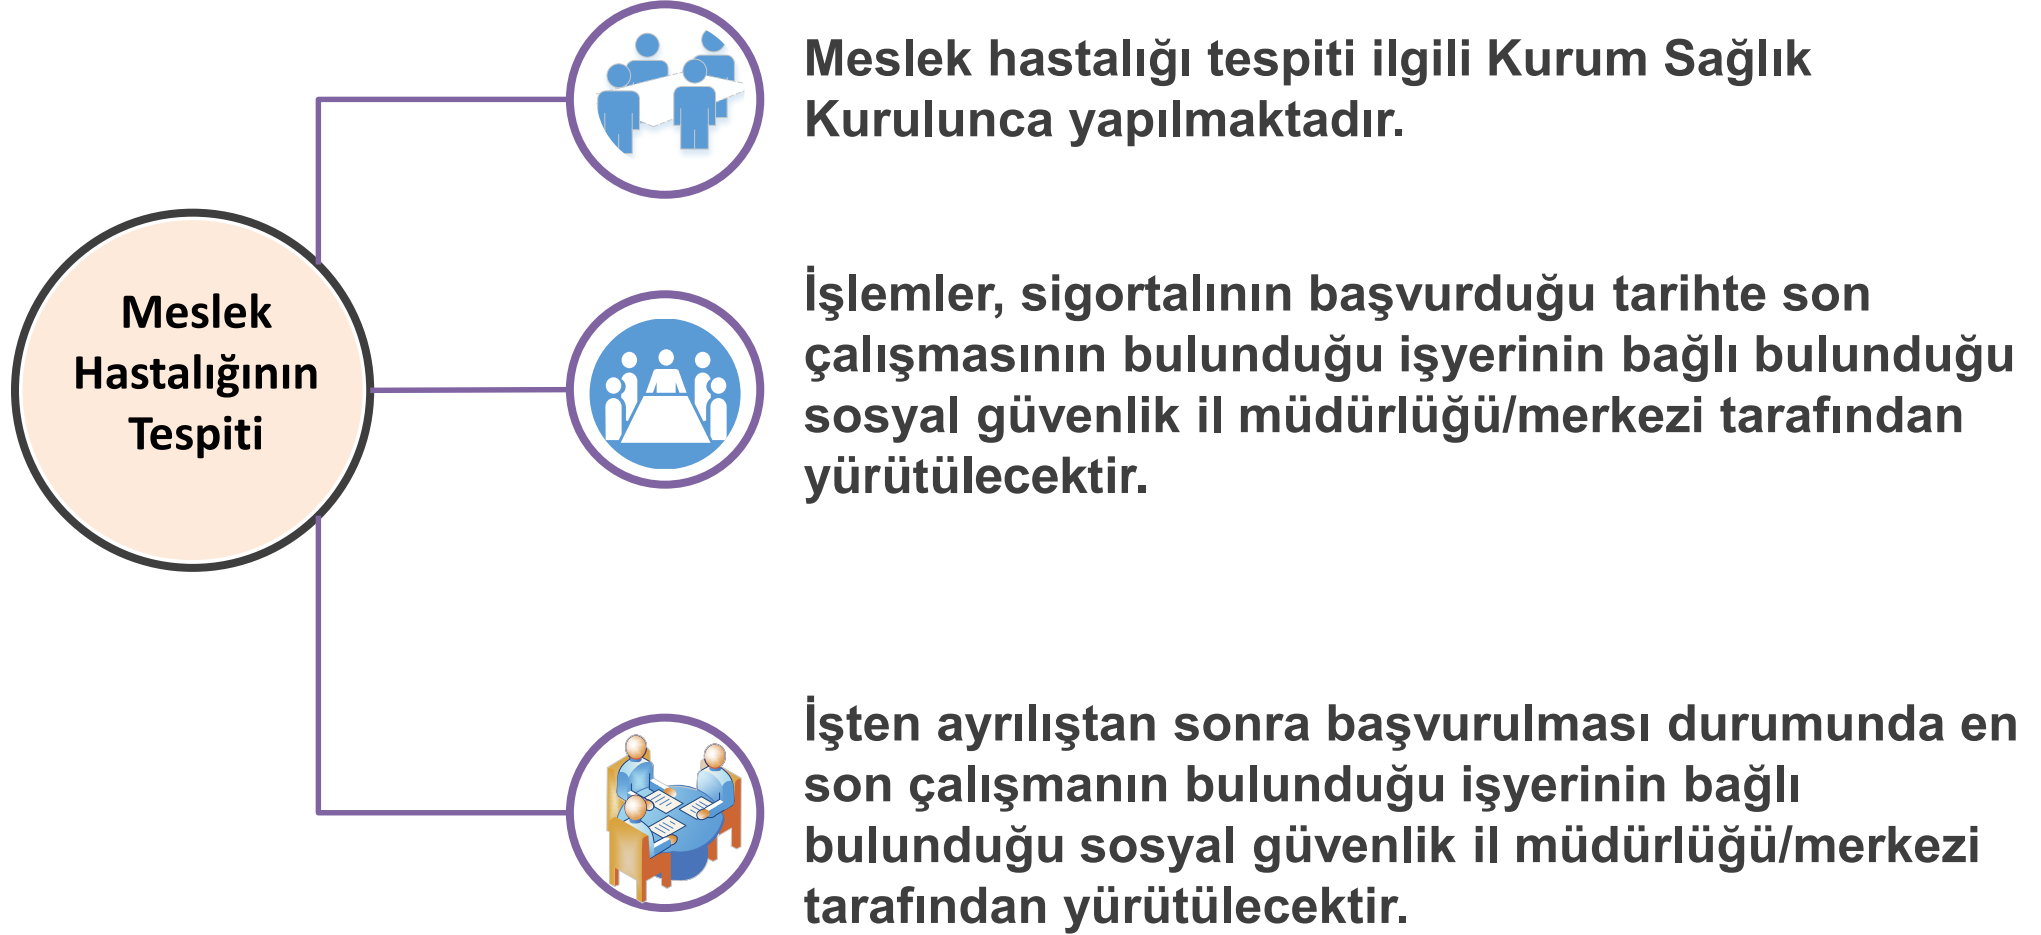 Meslek hastalığı tespiti ilgili Kurum Sağlık
Kurulunca yapılmaktadır.
Meslek
Hastalığının
Tespiti
İşlemler, sigortalının başvurduğu tarihte son
çalışmasının bulunduğu işyerinin bağlı bulunduğu
sosyal güvenlik il müdürlüğü/merkezi tarafından
yürütülecektir.
İşten ayrılıştan sonra başvurulması durumunda en
son çalışmanın bulunduğu işyerinin bağlı
bulunduğu sosyal güvenlik il müdürlüğü/merkezi
tarafından yürütülecektir.